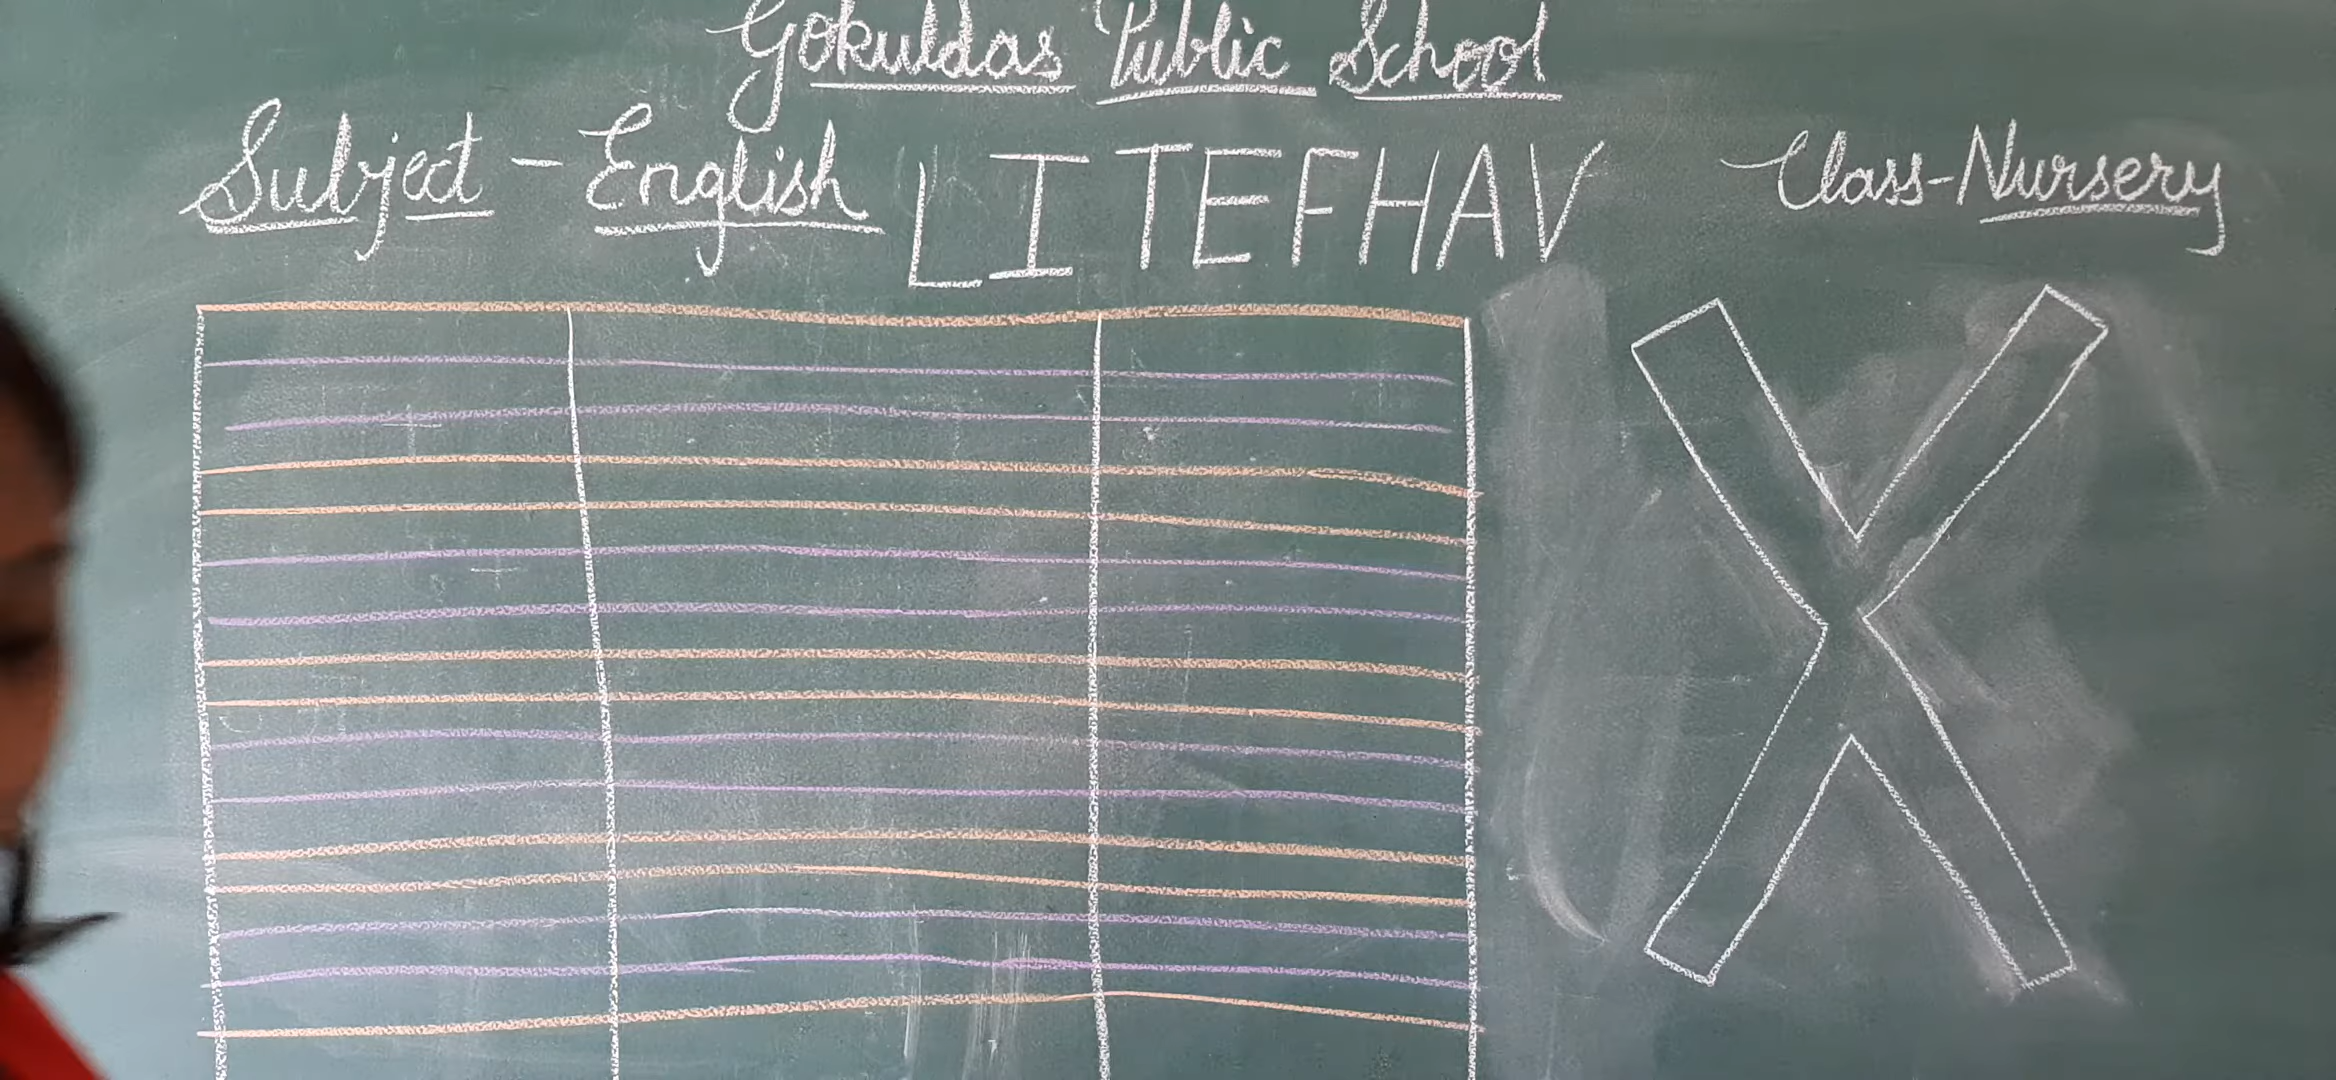 Gokuldas Public School
Subject - English LITEFHAV Class-Nursery
X